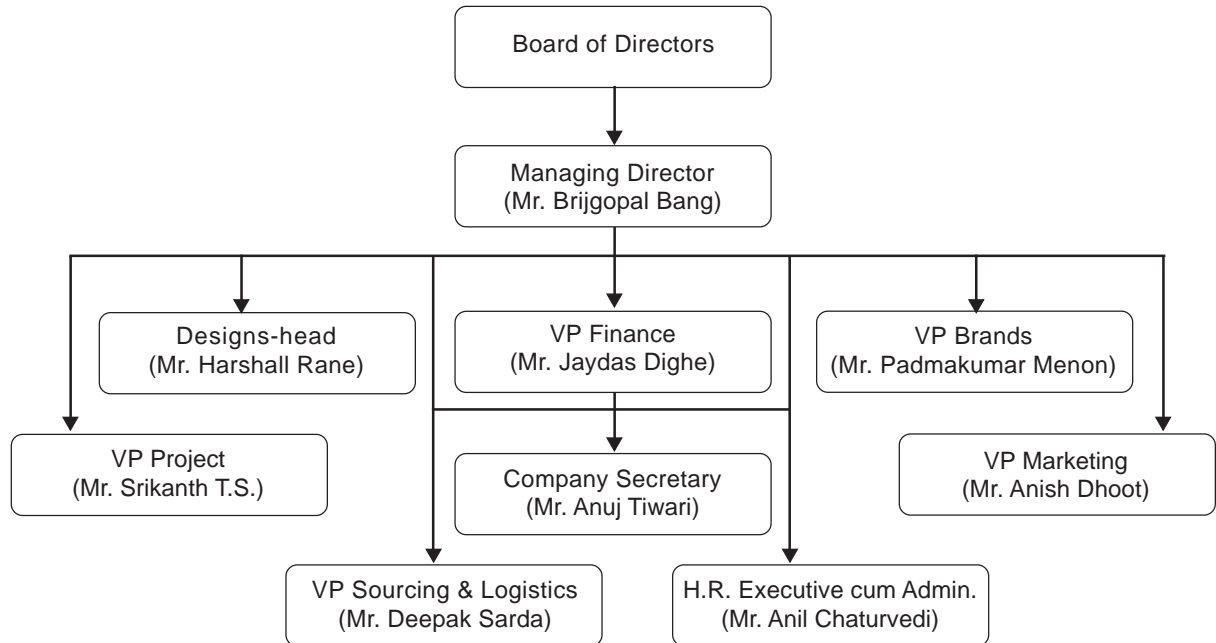 Board of Directors
Managing Director
(Mr. Brijgopal Bang)
Designs-head
(Mr. Harshall Rane)
VP Finance
(Mr. Jaydas Dighe)
VP Brands
(Mr. Padmakumar Menon)
VP Project
(Mr. Srikanth T.S.)
Company Secretary
(Mr. Anuj Tiwari)
VP Marketing
(Mr. Anish Dhoot)
VP Sourcing & Logistics
(Mr. Deepak Sarda)
H.R. Executive cum Admin.
(Mr. Anil Chaturvedi)